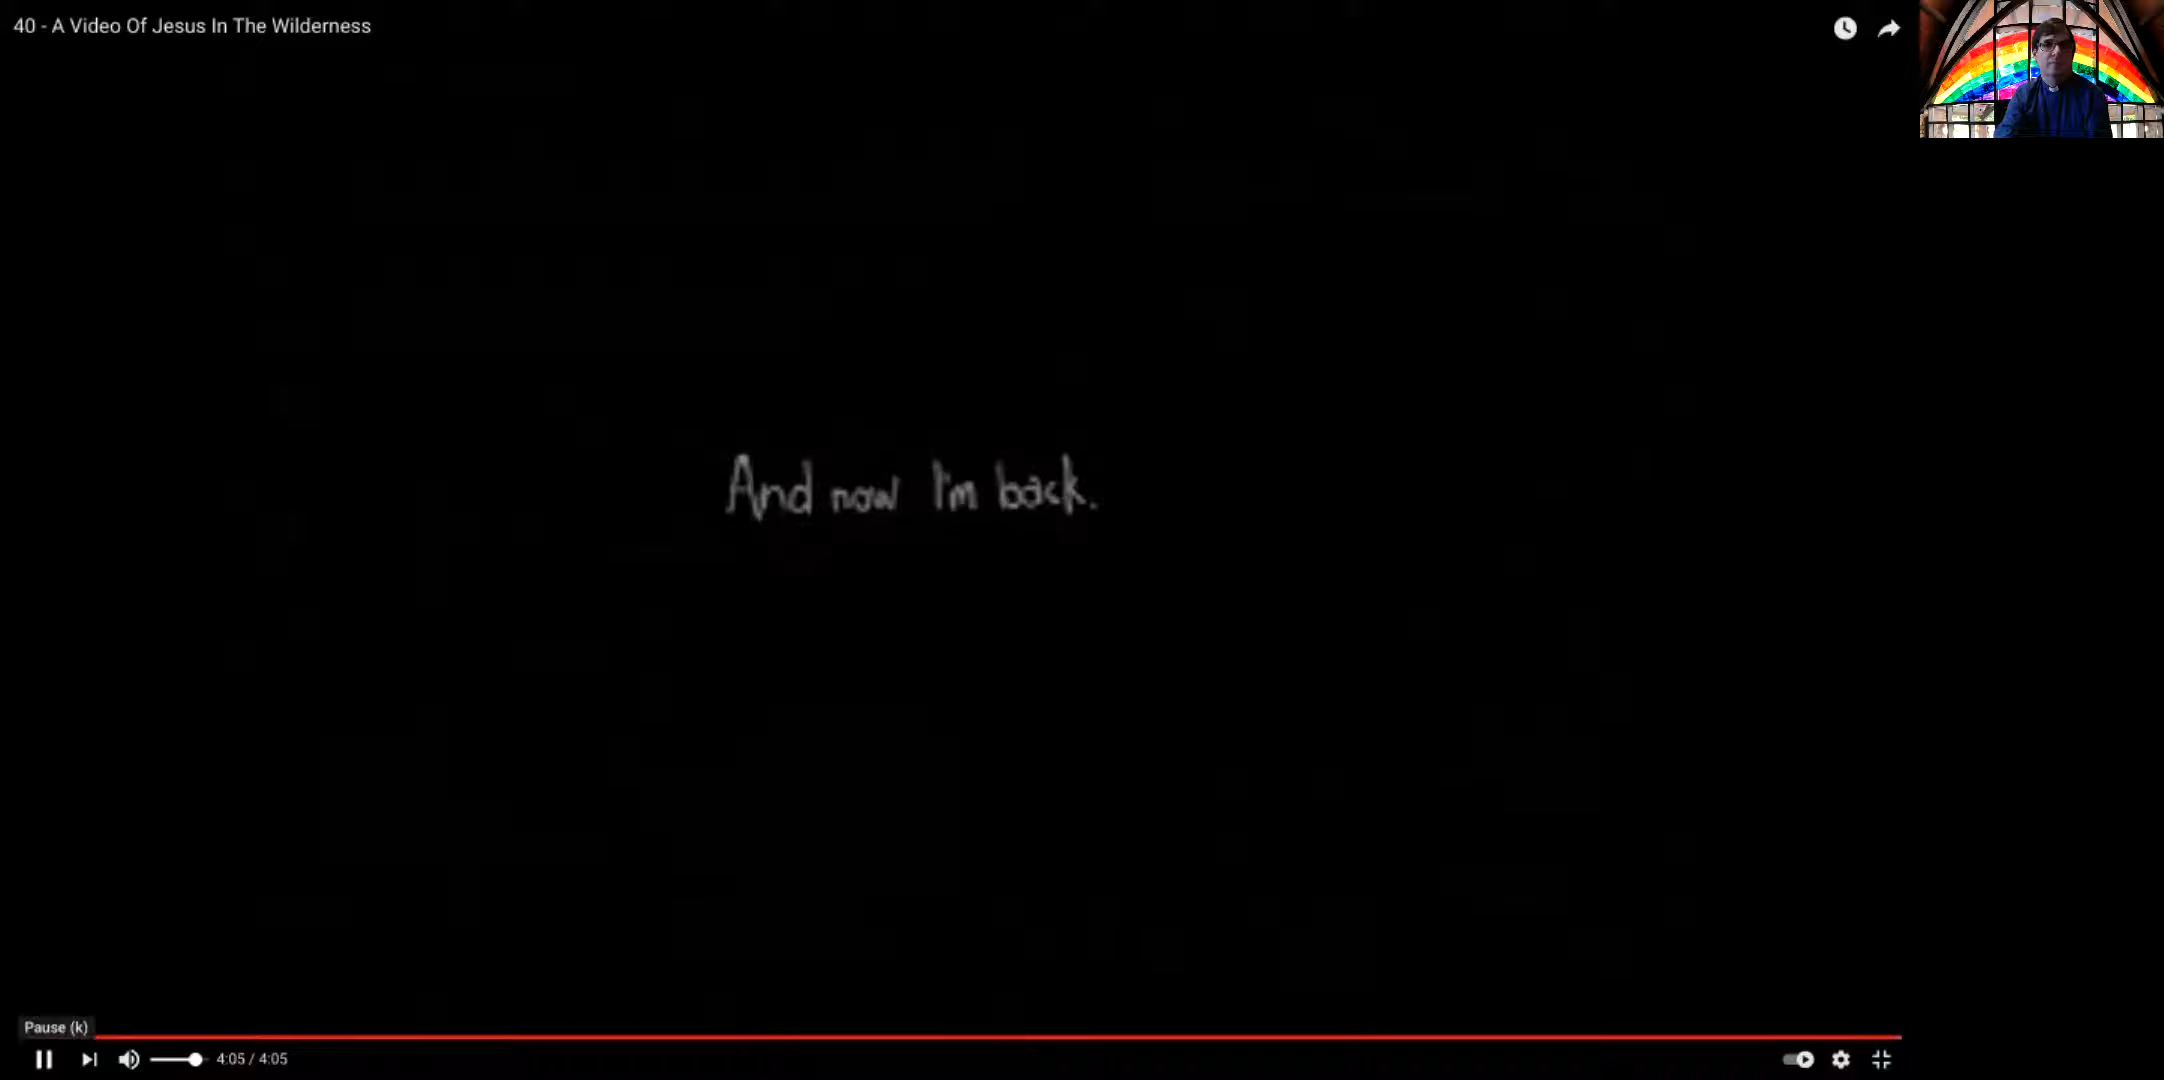 40 - A Video Of Jesus In The Wilderness
And now I'm back.
Pause (k)
4:05 / 4:05